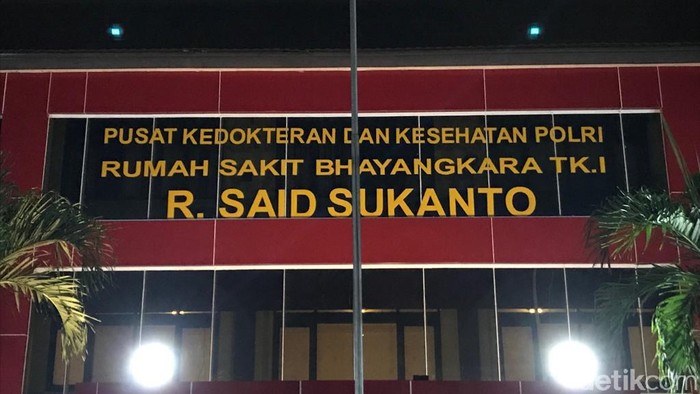 PUSAT KEDOKTERAN DAN KESEHATAN POLRI
RUMAH SAKIT BHAYANGKARA TK.I
R. SAID SUKANTO
detikcom